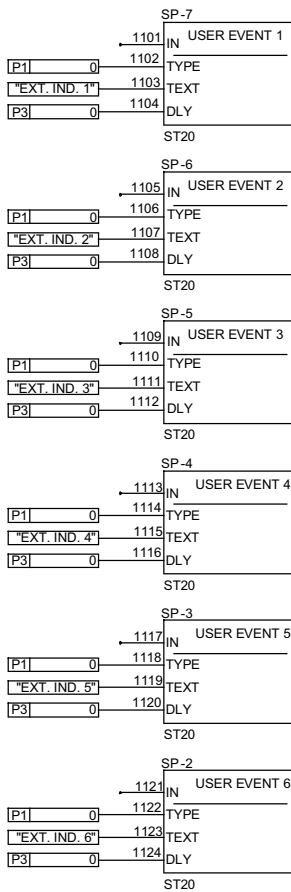 SP-7
1101 IN USER EVENT 1
P1 0 1102 TYPE
"EXT. IND. 1" 1103 TEXT
P3 0 1104 DLY
ST20
SP-6
1105 IN USER EVENT 2
P1 0 1106 TYPE
"EXT. IND. 2" 1107 TEXT
P3 0 1108 DLY
ST20
SP-5
1109 IN USER EVENT 3
P1 0 1110 TYPE
"EXT. IND. 3" 1111 TEXT
P3 0 1112 DLY
ST20
SP-4
1113 IN USER EVENT 4
P1 0 1114 TYPE
"EXT. IND. 4" 1115 TEXT
P3 0 1116 DLY
ST20
SP-3
1117 IN USER EVENT 5
P1 0 1118 TYPE
"EXT. IND. 5" 1119 TEXT
P3 0 1120 DLY
ST20
SP-2
1121 IN USER EVENT 6
P1 0 1122 TYPE
"EXT. IND. 6" 1123 TEXT
P3 0 1124 DLY
ST20